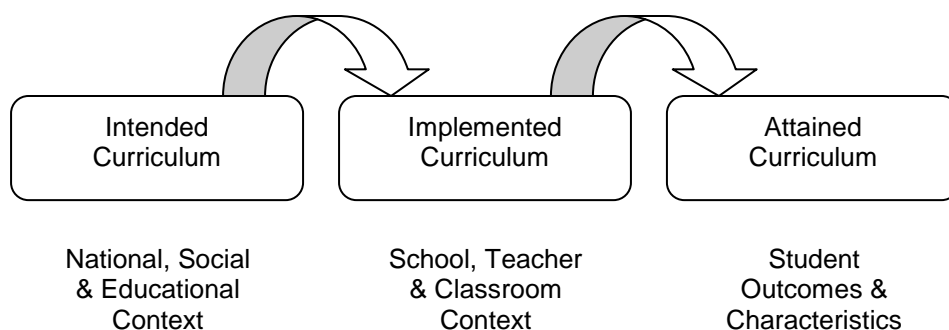 Intended
Curriculum
Implemented
Curriculum
Attained
Curriculum
National, Social
& Educational
Context
School, Teacher
& Classroom
Context
Student
Outcomes &
Characteristics